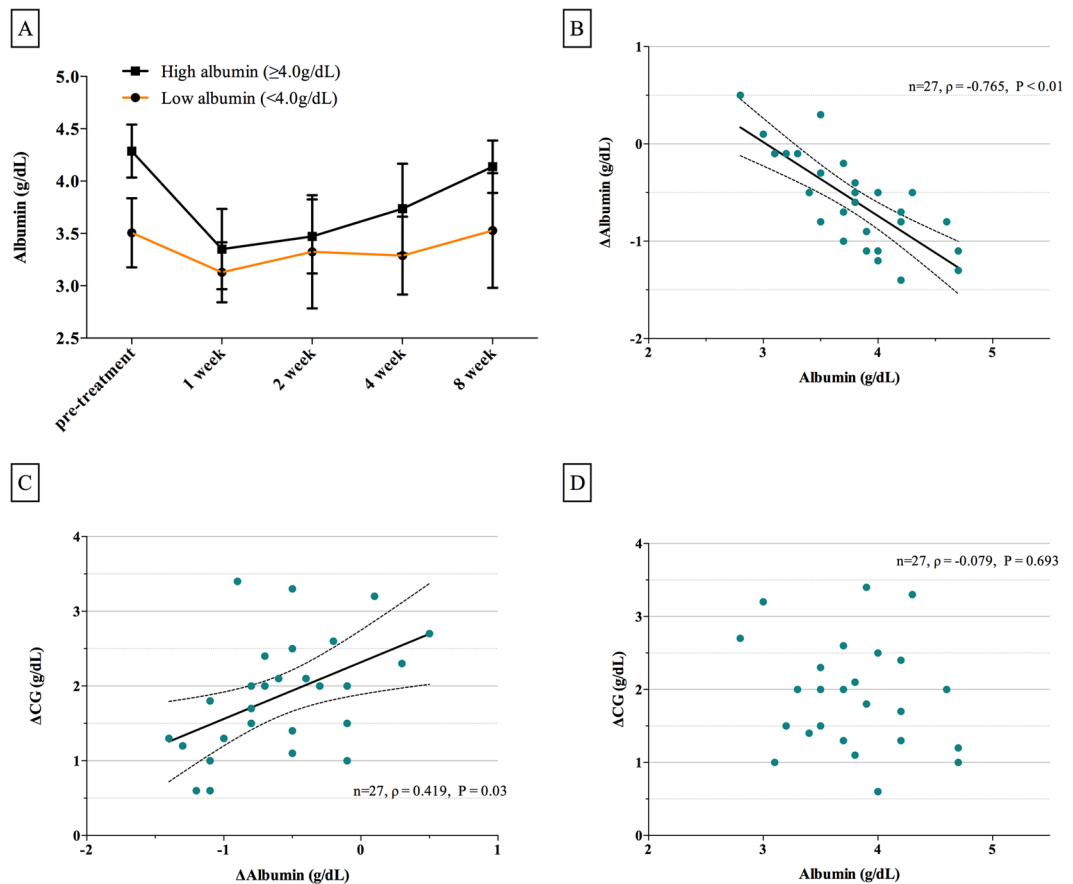 A
High albumin (≥4.0g/dL)
Low albumin (<4.0g/dL)
Albumin (g/dL)
5.0
4.5
4.0
3.5
3.0
2.5
pre-treatment
1 week
2 week
4 week
8 week
B
n=27, ρ = -0.765, P < 0.01
ΔAlbumin (g/dL)
1
0
-1
-2
2
3
4
5
Albumin (g/dL)
C
ΔCG (g/dL)
4
3
2
1
0
n=27, ρ = 0.419, P = 0.03
-2
-1
0
1
ΔAlbumin (g/dL)
D
n=27, ρ = -0.079, P = 0.693
ΔCG (g/dL)
4
3
2
1
0
2
3
4
5
Albumin (g/dL)